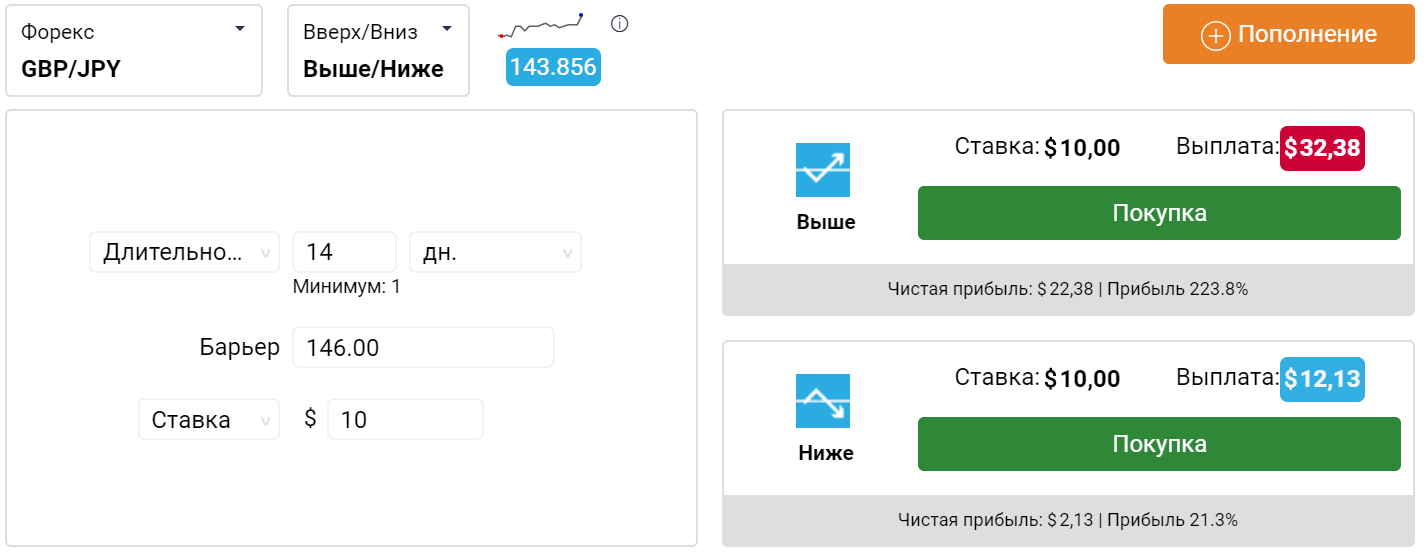 Форекс
GBP/JPY
Вверх/Вниз
Выше/Ниже
143.856
Пополнение
Длительно...
14
дн.
Минимум: 1
Барьер
146.00
Ставка
$
10
Выше
Ставка: $10,00
Выплата: $32,38
Покупка
Чистая прибыль: $22,38 | Прибыль 223.8%
Ниже
Ставка: $10,00
Выплата: $12,13
Покупка
Чистая прибыль: $2,13 | Прибыль 21.3%